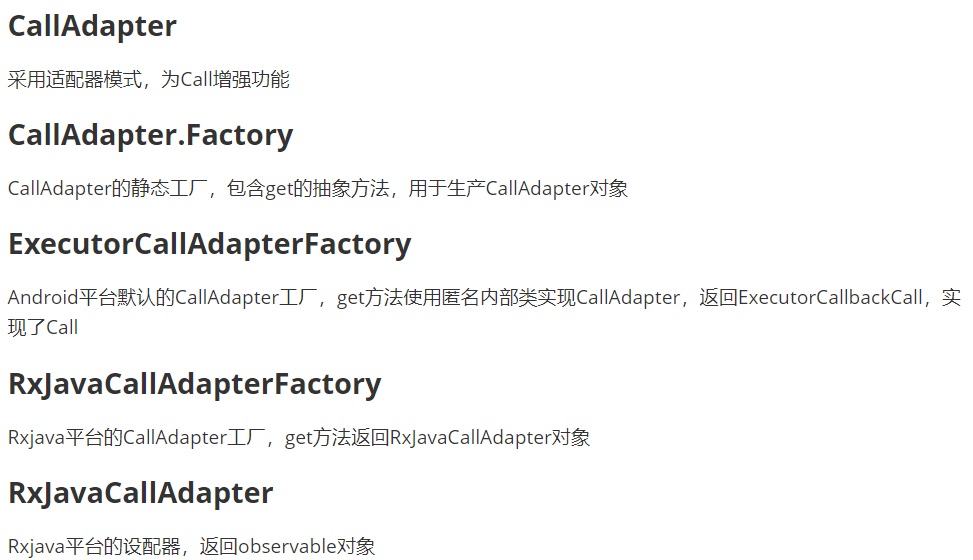 CallAdapter
采用适配器模式，为Call增强功能
CallAdapter.Factory
CallAdapter的静态工厂，包含get的抽象方法，用于生产CallAdapter对象
ExecutorCallAdapterFactory
Android平台默认的CallAdapter工厂，get方法使用匿名内部类实现CallAdapter，返回ExecutorCallbackCall，实
现了Call
RxJavaCallAdapterFactory
Rxjava平台的CallAdapter工厂，get方法返回RxJavaCallAdapter对象
RxJavaCallAdapter
Rxjava平台的设配器，返回observable对象